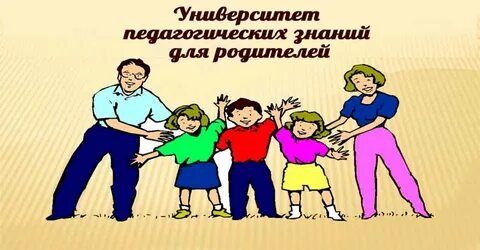 Университет
педагогических знаний
для родителей